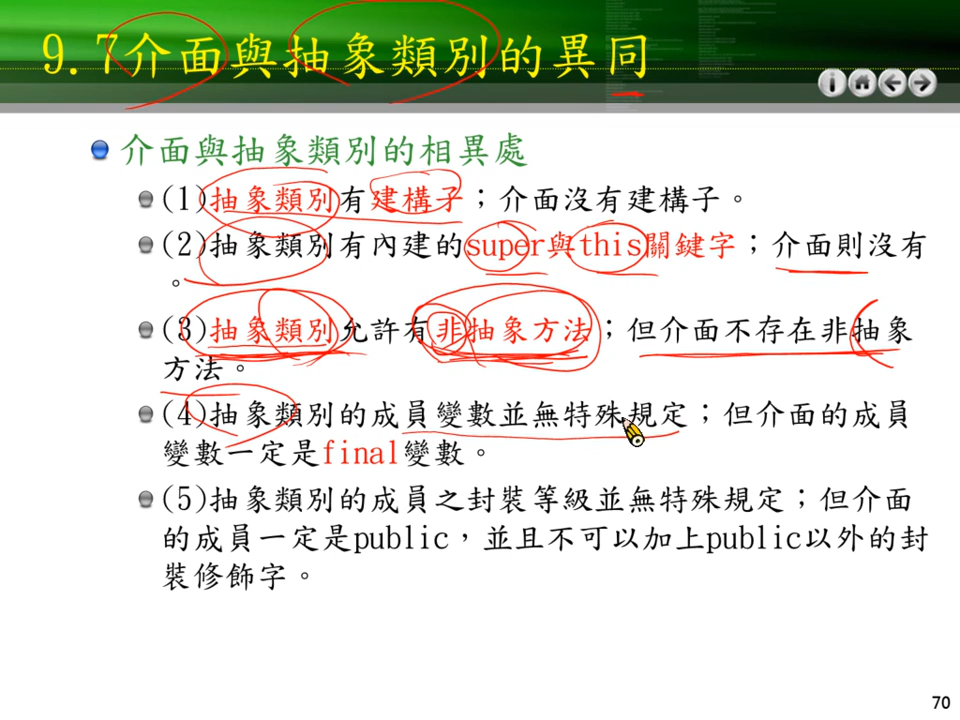 9.7介面與抽象類別的異同
介面與抽象類別的相異處
(1)抽象類別有建構子；介面沒有建構子。
(2)抽象類別有內建的super與this關鍵字；介面則沒有
。
(3)抽象類別允許有非抽象方法；但介面不存在非抽象
方法。
(4)抽象類別的成員變數並無特殊規定；但介面的成員
變數一定是final變數。
(5)抽象類別的成員之封裝等級並無特殊規定；但介面
的成員一定是public，並且不可以加上public以外的封
裝修飾字。
70